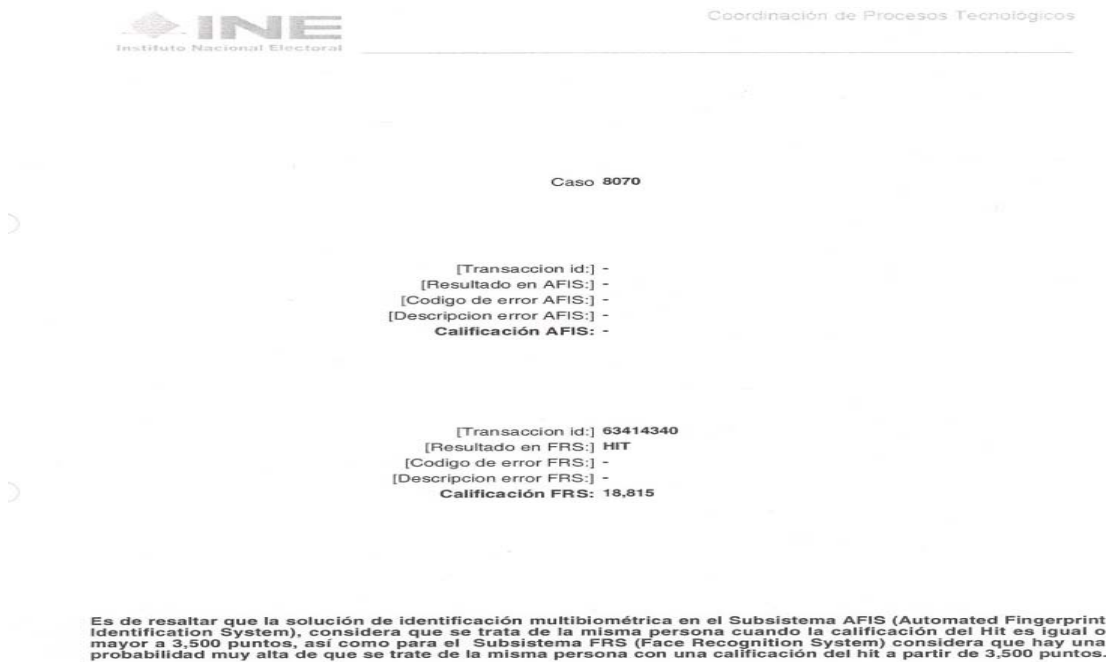 INE
Instituto Nacional Electoral
Coordinación de Procesos Tecnológicos
Caso 8070
[Transaccion id:] -
[Resultado en AFIS:] -
[Codigo de error AFIS:] -
[Descripcion error AFIS:] -
Calificación AFIS: -
[Transaccion id:] 63414340
[Resultado en FRS:] HIT
[Codigo de error FRS:] -
[Descripcion error FRS:] -
Calificación FRS: 18,815
Es de resaltar que la solución de identificación multibiométrica en el Subsistema AFIS (Automated Fingerprint
Identification System), considera que se trata de la misma persona cuando la calificación del Hit es igual o
mayor a 3,500 puntos, así como para el Subsistema FRS (Face Recognition System) considera que hay una
probabilidad muy alta de que se trate de la misma persona con una calificación del hit a partir de 3,500 puntos.